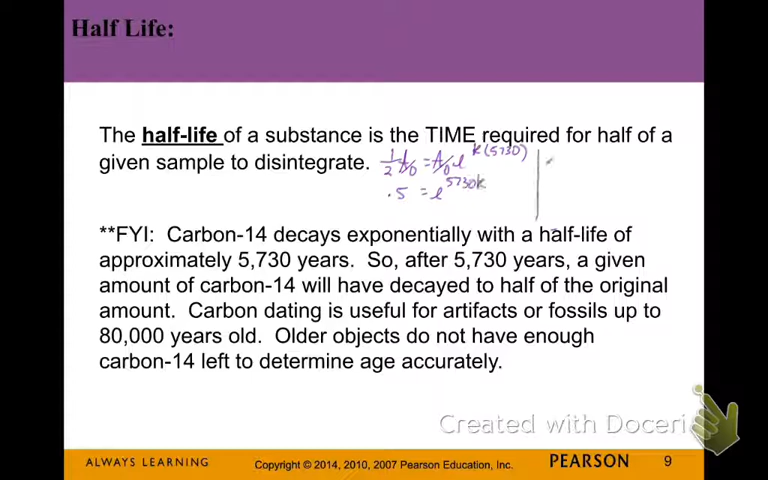 Half Life:
The half-life of a substance is the TIME required for half of a
given sample to disintegrate. 1/2 A₀ = A₀ e^k(5730)
.5 = e^5730k
**FYI: Carbon-14 decays exponentially with a half-life of
approximately 5,730 years. So, after 5,730 years, a given
amount of carbon-14 will have decayed to half of the original
amount. Carbon dating is useful for artifacts or fossils up to
80,000 years old. Older objects do not have enough
carbon-14 left to determine age accurately.
Created with Doceri
ALWAYS LEARNING Copyright © 2014, 2010, 2007 Pearson Education, Inc. PEARSON 9